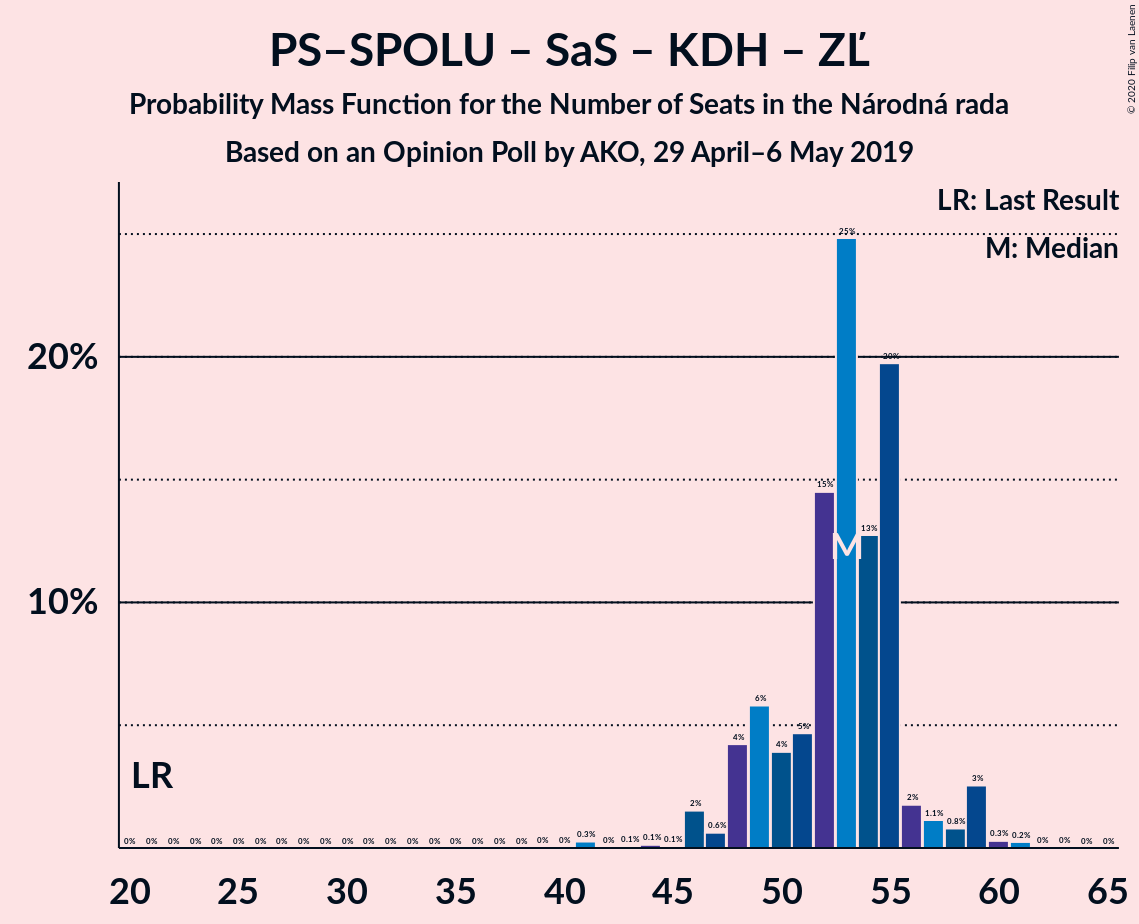 PS–SPOLU – SaS – KDH – ZĽ
Probability Mass Function for the Number of Seats in the Národná rada
Based on an Opinion Poll by AKO, 29 April–6 May 2019
© 2020 Filip van Laenen
LR: Last Result
M: Median
20%
10%
LR
M
0% 0% 0% 0% 0% 0% 0% 0% 0% 0% 0% 0% 0% 0% 0% 0% 0% 0% 0% 0% 0% 0.3% 0% 0.1% 0.1% 0.1% 2% 0.6% 4% 6% 4% 5% 15% 25% 13% 20% 2% 1.1% 0.8% 3% 0.3% 0.2% 0% 0% 0% 0%
20 25 30 35 40 45 50 55 60 65